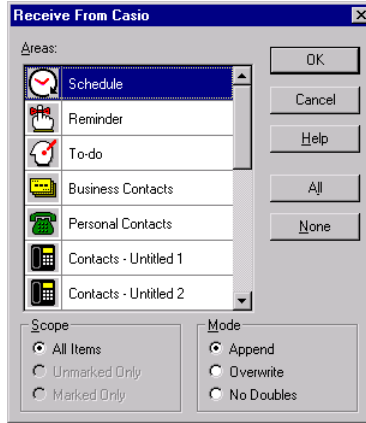 Receive From Casio
Areas:
Schedule
Reminder
To-do
Business Contacts
Personal Contacts
Contacts - Untitled 1
Contacts - Untitled 2
OK
Cancel
Help
All
None
Scope
All Items
Unmarked Only
Marked Only
Mode
Append
Overwrite
No Doubles